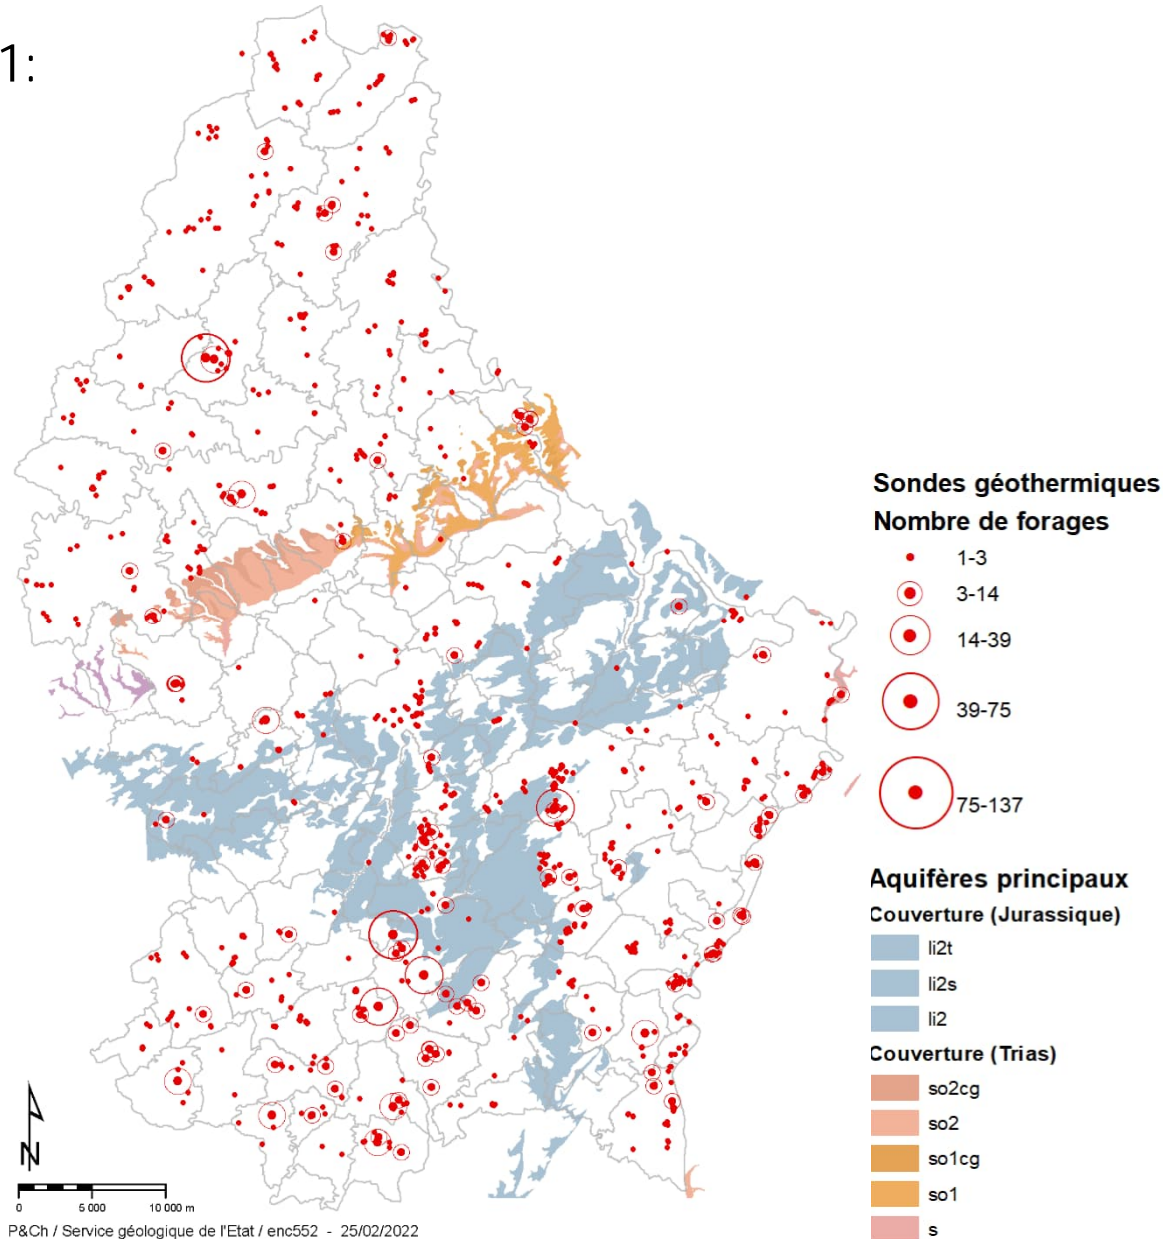 1:
Sondes géothermiques
Nombre de forages
1-3
3-14
14-39
39-75
75-137
Aquifères principaux
Couverture (Jurassique)
li2t
li2s
li2
Couverture (Trias)
so2cg
so2
so1cg
so1
s
N
0 5 000 10 000 m
P&Ch / Service géologique de l'Etat / enc552 - 25/02/2022